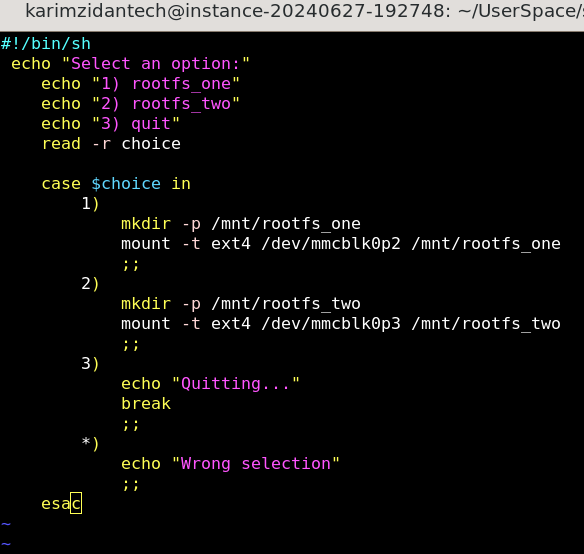 karimzidantech@instance-20240627-192748: ~/UserSpace/
#!/bin/sh
 echo "Select an option:"
    echo "1) rootfs_one"
    echo "2) rootfs_two"
    echo "3) quit"
    read -r choice

    case $choice in
        1)
            mkdir -p /mnt/rootfs_one
            mount -t ext4 /dev/mmcblk0p2 /mnt/rootfs_one
            ;;
        2)
            mkdir -p /mnt/rootfs_two
            mount -t ext4 /dev/mmcblk0p3 /mnt/rootfs_two
            ;;
        3)
            echo "Quitting..."
            break
            ;;
        *)
            echo "Wrong selection"
            ;;
    esac
~
~